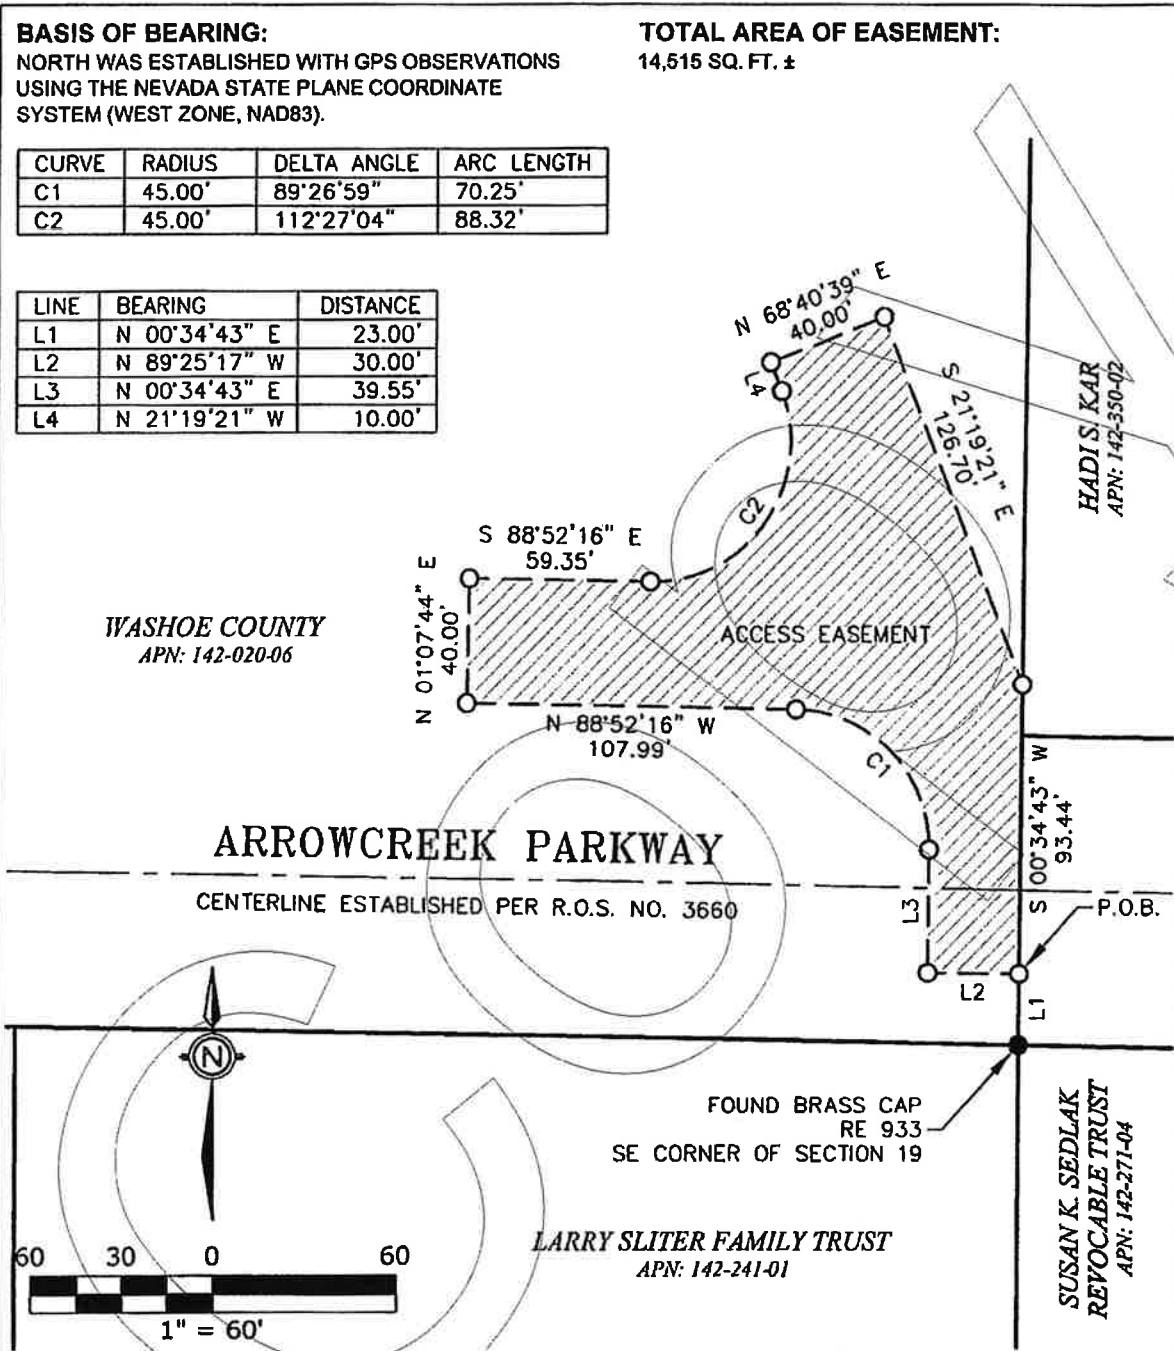 BASIS OF BEARING:
NORTH WAS ESTABLISHED WITH GPS OBSERVATIONS
USING THE NEVADA STATE PLANE COORDINATE
SYSTEM (WEST ZONE, NAD83).
TOTAL AREA OF EASEMENT:
14,515 SQ. FT. ±
CURVE RADIUS DELTA ANGLE ARC LENGTH
C1 45.00' 89°26'59" 70.25'
C2 45.00' 112°27'04" 88.32'
LINE BEARING DISTANCE
L1 N 00°34'43" E 23.00'
L2 N 89°25'17" W 30.00'
L3 N 00°34'43" E 39.55'
L4 N 21°19'21" W 10.00'
N 68°40'39" E
40.00'
L4
S 21°19'21" E
126.70'
HADI S. KAR
APN: 142-350-02
C2
S 88°52'16" E
59.35'
N 01°07'44" E
40.00'
WASHOE COUNTY
APN: 142-020-06
ACCESS EASEMENT
N 88°52'16" W
107.99'
C1
S 00°34'43" W
93.44'
ARROWCREEK PARKWAY
CENTERLINE ESTABLISHED PER R.O.S. NO. 3660
L3
P.O.B.
L2
L1
N
FOUND BRASS CAP
RE 933
SE CORNER OF SECTION 19
SUSAN K. SEDLAK
REVOCABLE TRUST
APN: 142-271-04
LARRY SLITER FAMILY TRUST
APN: 142-241-01
60 30 0 60
1" = 60'